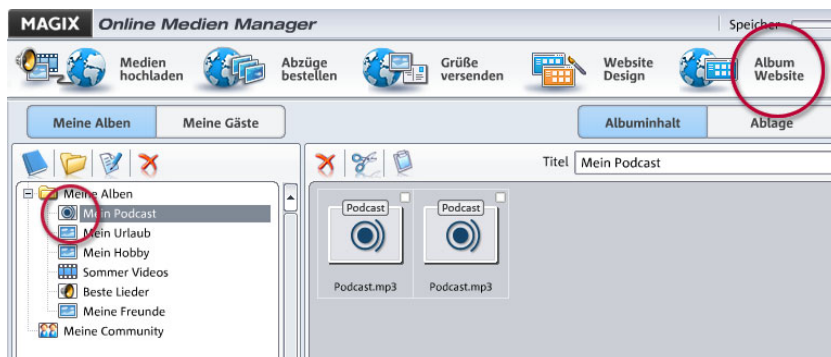 MAGIX Online Medien Manager
Speicher
Medien
hochladen
Abzüge
bestellen
Grüße
versenden
Website
Design
Album
Website
Meine Alben
Meine Gäste
Albuminhalt
Ablage
Titel
Mein Podcast
Meine Alben
Mein Podcast
Mein Urlaub
Mein Hobby
Sommer Videos
Beste Lieder
Meine Freunde
Meine Community
Podcast
Podcast
Podcast.mp3
Podcast.mp3